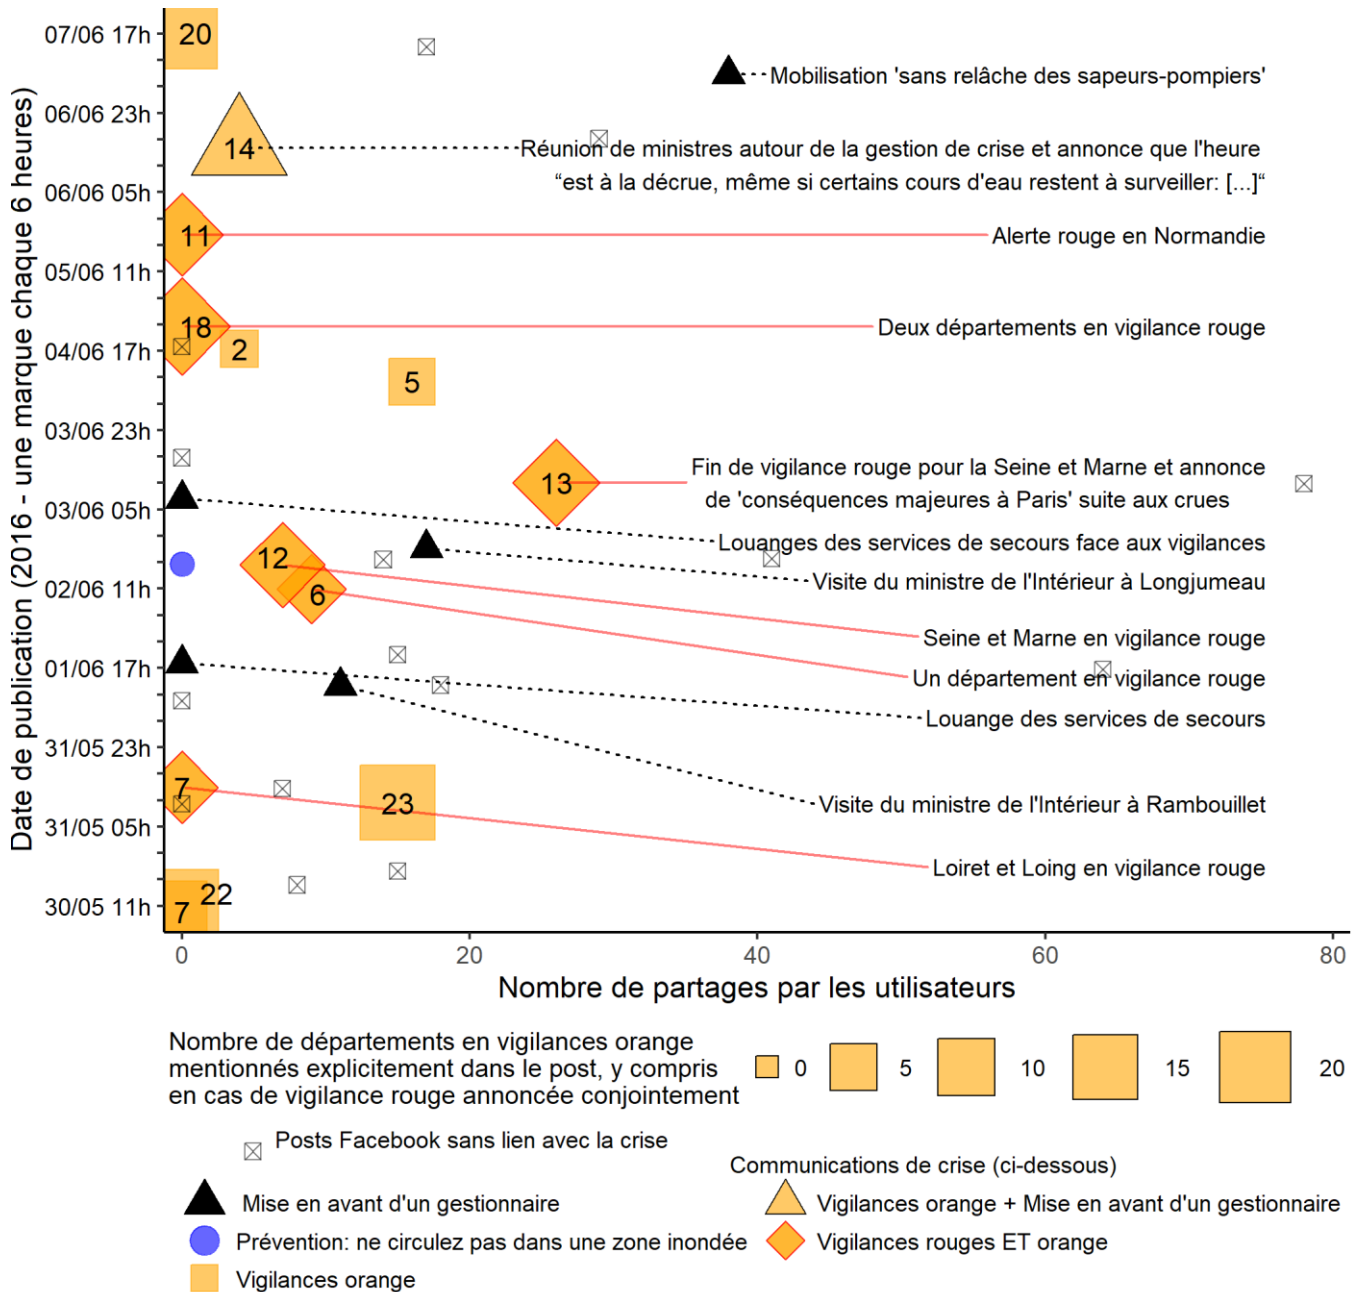 Date de publication (2016 - une marque chaque 6 heures)
07/06 17h
06/06 23h
06/06 05h
05/06 11h
04/06 17h
03/06 23h
03/06 05h
02/06 11h
01/06 17h
31/05 23h
31/05 05h
30/05 11h
20
Mobilisation 'sans relâche des sapeurs-pompiers'
14
Réunion de ministres autour de la gestion de crise et annonce que l'heure
“est à la décrue, même si certains cours d'eau restent à surveiller: [...]“
11
Alerte rouge en Normandie
18
Deux départements en vigilance rouge
2
5
13
Fin de vigilance rouge pour la Seine et Marne et annonce
de 'conséquences majeures à Paris' suite aux crues
Louanges des services de secours face aux vigilances
12
Visite du ministre de l'Intérieur à Longjumeau
6
Seine et Marne en vigilance rouge
Un département en vigilance rouge
Louange des services de secours
7
23
Visite du ministre de l'Intérieur à Rambouillet
Loiret et Loing en vigilance rouge
22
7
0
20
40
60
80
Nombre de partages par les utilisateurs
Nombre de départements en vigilances orange
mentionnés explicitement dans le post, y compris
en cas de vigilance rouge annoncée conjointement
0
5
10
15
20
Posts Facebook sans lien avec la crise
Communications de crise (ci-dessous)
Mise en avant d'un gestionnaire
Vigilances orange + Mise en avant d'un gestionnaire
Prévention: ne circulez pas dans une zone inondée
Vigilances rouges ET orange
Vigilances orange